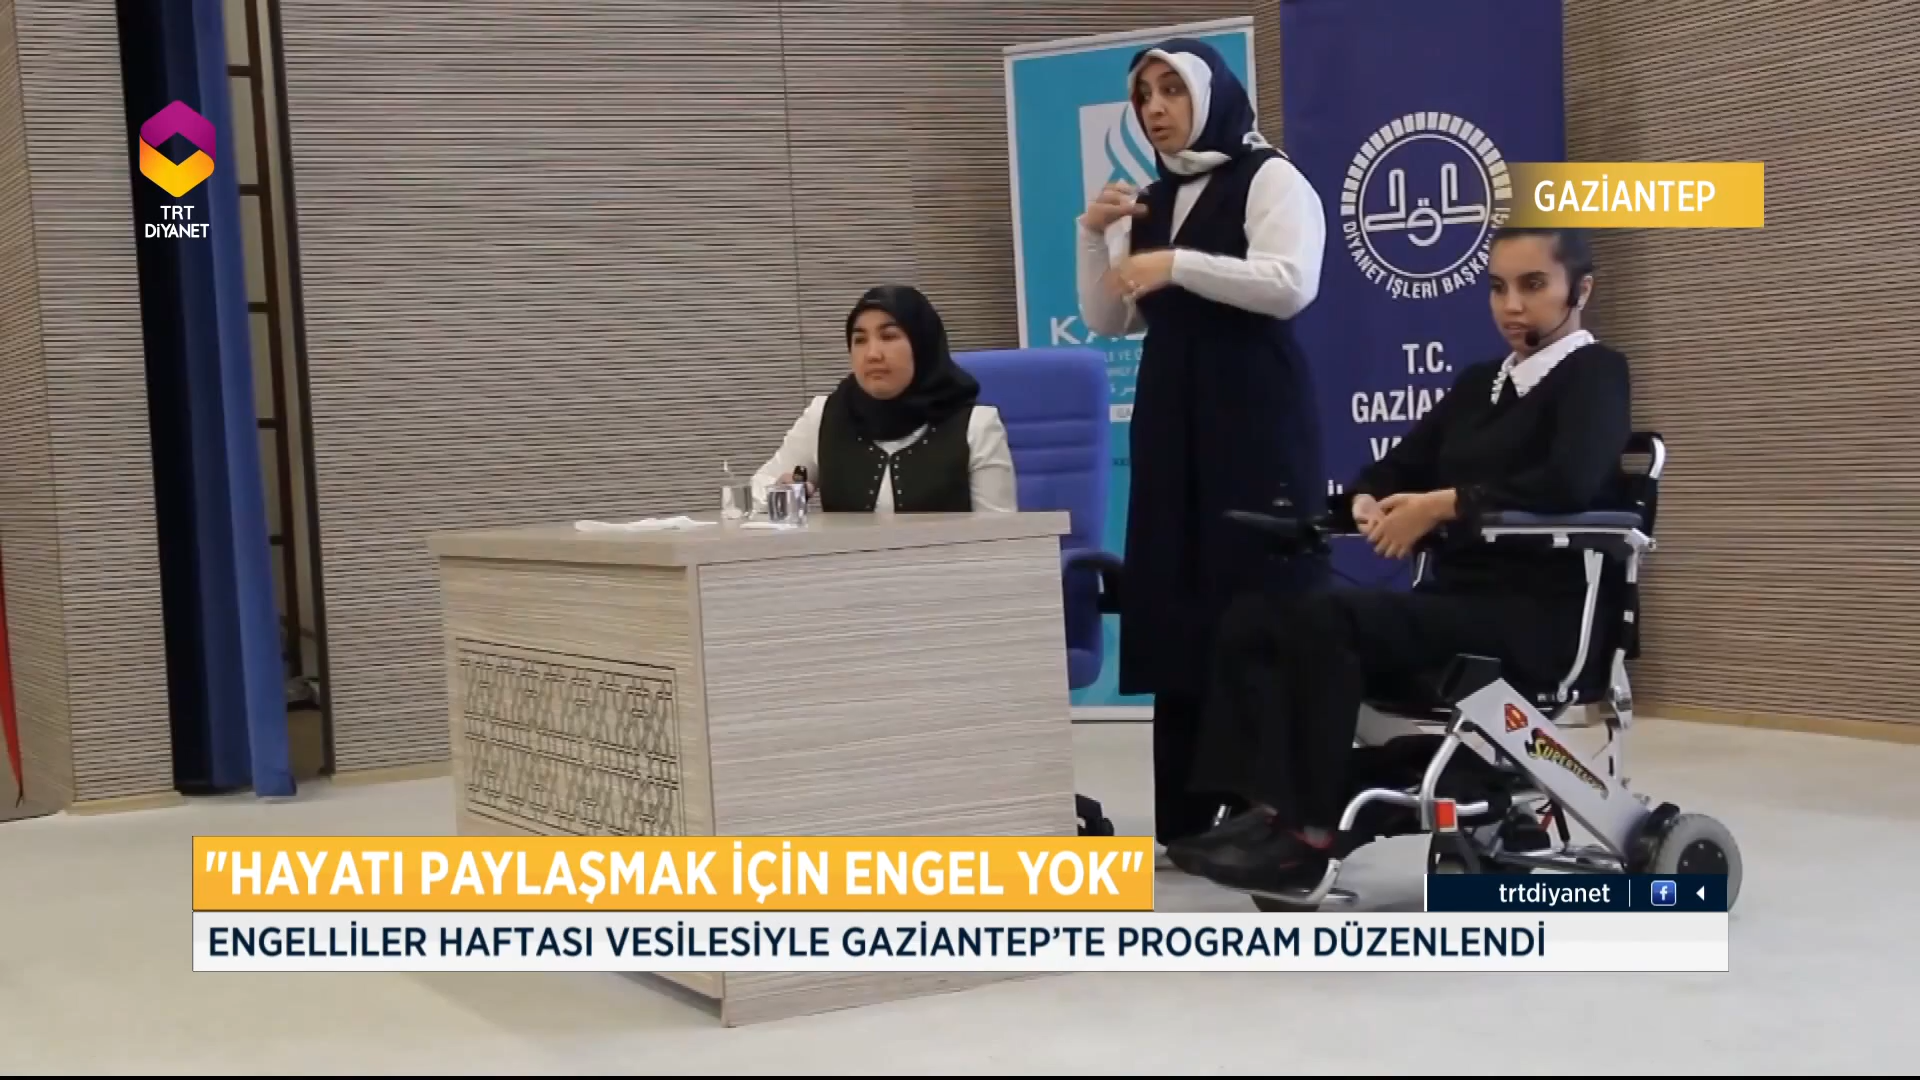 TRT
DİYANET
GAZİANTEP
DİYANET İŞLERİ
T.C.
"HAYATI PAYLAŞMAK İÇİN ENGEL YOK"
trtdiyanet
ENGELLİLER HAFTASI VESİLESİYLE GAZİANTEP’TE PROGRAM DÜZENLENDİ